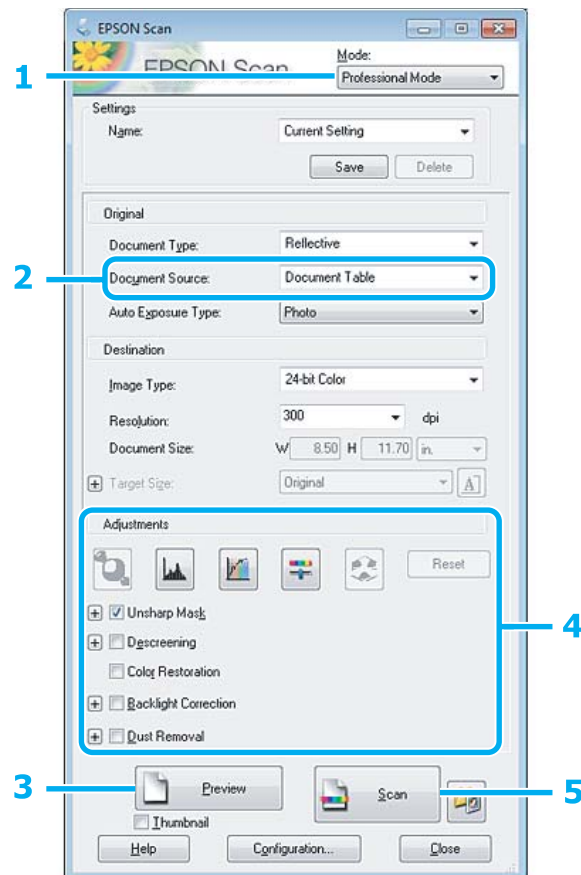 EPSON Scan
EPSON Scan
Mode:
1
Professional Mode
Settings
Name:
Current Setting
Save
Delete
Original
Document Type:
Reflective
2
Document Source:
Document Table
Auto Exposure Type:
Photo
Destination
Image Type:
24-bit Color
Resolution:
300
dpi
Document Size:
W 8.50 H 11.70 in.
Target Size:
Original
A
Adjustments
Reset
Unsharp Mask
4
Descreening
Color Restoration
Backlight Correction
Dust Removal
3
Preview
Scan
5
Thumbnail
Help
Configuration...
Close